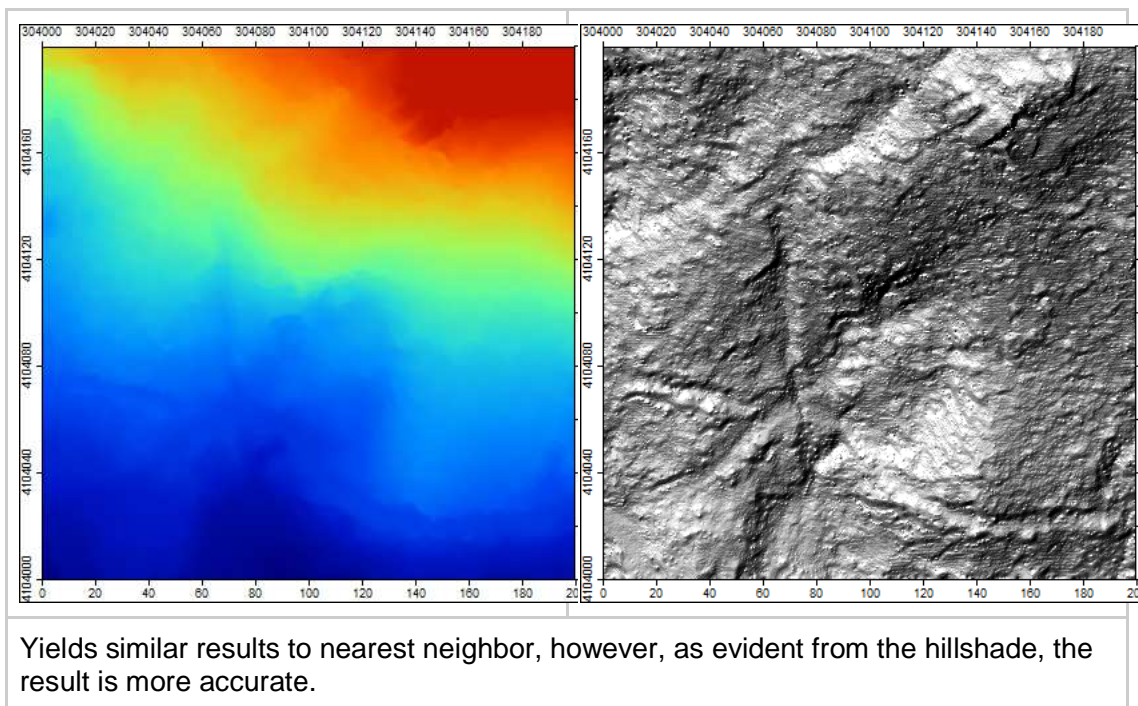 304000 304020 304040 304060 304080 304100 304120 304140 304160 304180
304000 304020 304040 304060 304080 304100 304120 304140 304160 304180
4104160
4104120
4104080
4104040
4104000
4104160
4104120
4104080
4104040
4104000
0 20 40 60 80 100 120 140 160 180
0 20 40 60 80 100 120 140 160 180
Yields similar results to nearest neighbor, however, as evident from the hillshade, the
result is more accurate.